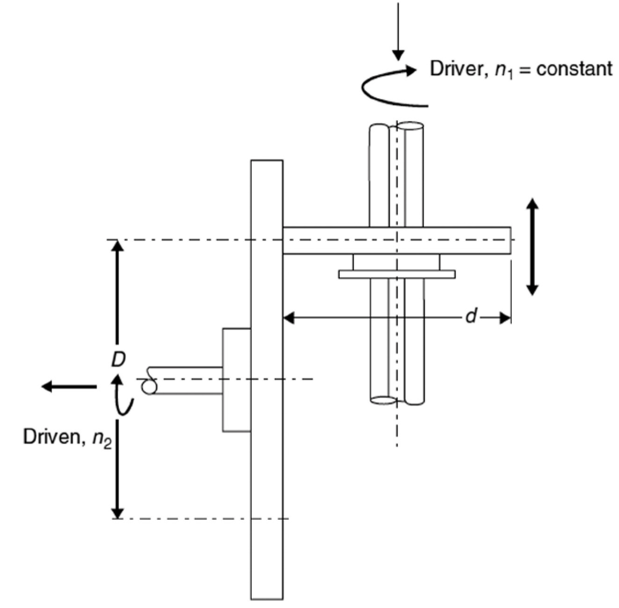 Driver, n₁ = constant
d
D
Driven, n₂